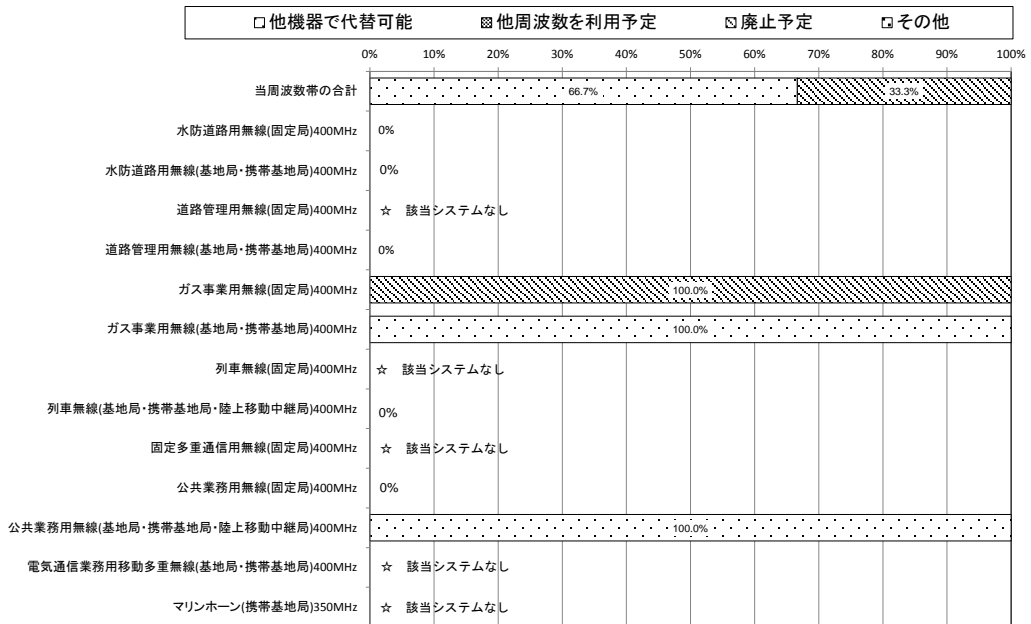 他機器で代替可能 他周波数を利用予定 廃止予定 その他
0% 10% 20% 30% 40% 50% 60% 70% 80% 90% 100%
当周波数帯の合計 66.7% 33.3%
水防道路用無線(固定局)400MHz 0%
水防道路用無線(基地局・携帯基地局)400MHz 0%
道路管理用無線(固定局)400MHz ☆ 該当システムなし
道路管理用無線(基地局・携帯基地局)400MHz 0%
ガス事業用無線(固定局)400MHz 100.0%
ガス事業用無線(基地局・携帯基地局)400MHz 100.0%
列車無線(固定局)400MHz ☆ 該当システムなし
列車無線(基地局・携帯基地局・陸上移動中継局)400MHz 0%
固定多重通信用無線(固定局)400MHz ☆ 該当システムなし
公共業務用無線(固定局)400MHz 0%
公共業務用無線(基地局・携帯基地局・陸上移動中継局)400MHz 100.0%
電気通信業務用移動多重無線(基地局・携帯基地局)400MHz ☆ 該当システムなし
マリンホーン(携帯基地局)350MHz ☆ 該当システムなし